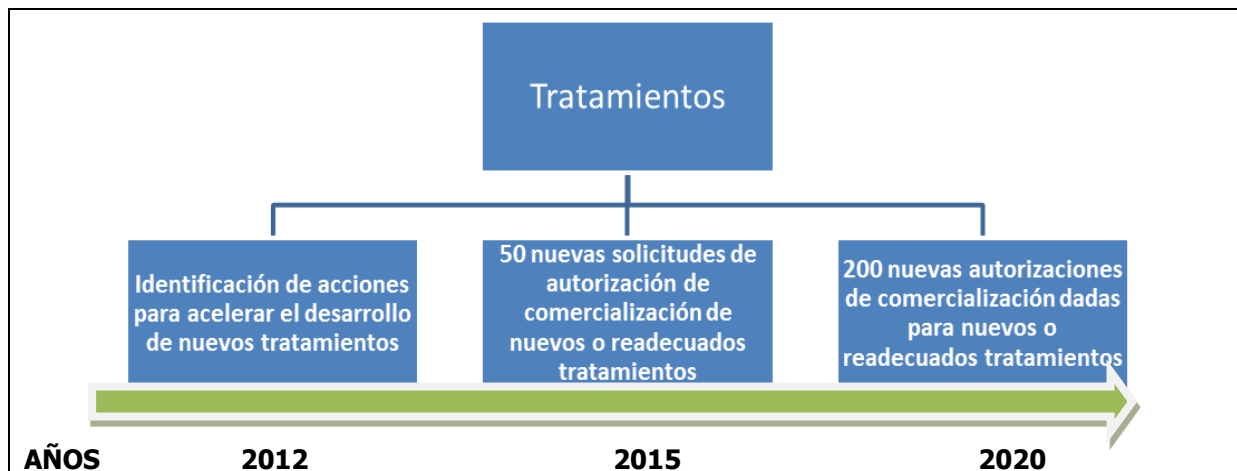 Tratamientos
Identificación de acciones
para acelerar el desarrollo
de nuevos tratamientos
50 nuevas solicitudes de
autorización de
comercialización de
nuevos o readecuados
tratamientos
200 nuevas autorizaciones
de comercialización dadas
para nuevos o
readecuados tratamientos
AÑOS 2012 2015 2020